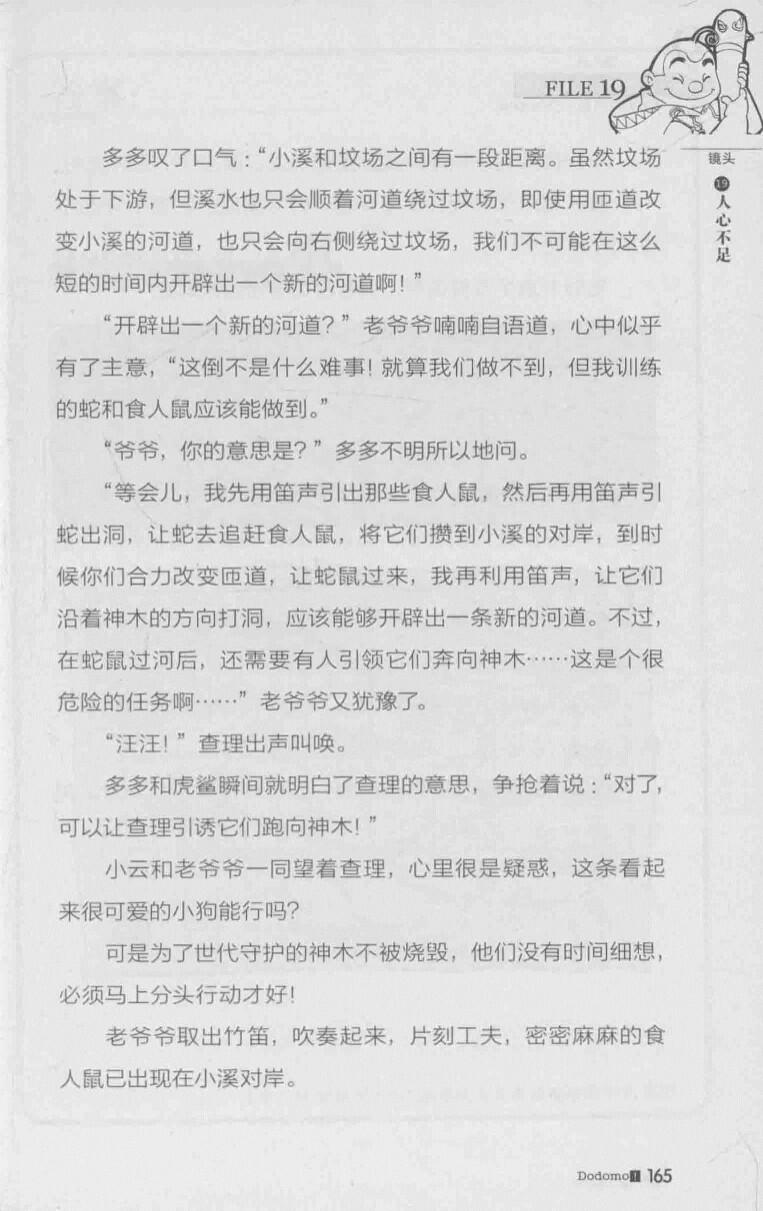 FILE 19
镜头
⑲人心不足
多多叹了口气：“小溪和坟场之间有一段距离。虽然坟场
处于下游，但溪水也只会顺着河道绕过坟场，即使用匝道改
变小溪的河道，也只会向右侧绕过坟场，我们不可能在这么
短的时间内开辟出一个新的河道啊！”
“开辟出一个新的河道？”老爷爷喃喃自语道，心中似乎
有了主意，“这倒不是什么难事！就算我们做不到，但我训练
的蛇和食人鼠应该能做到。”
“爷爷，你的意思是？”多多不明所以地问。
“等会儿，我先用笛声引出那些食人鼠，然后再用笛声引
蛇出洞，让蛇去追赶食人鼠，将它们攒到小溪的对岸，到时
候你们合力改变匝道，让蛇鼠过来，我再利用笛声，让它们
沿着神木的方向打洞，应该能够开辟出一条新的河道。不过，
在蛇鼠过河后，还需要有人引领它们奔向神木……这是个很
危险的任务啊……”老爷爷又犹豫了。
“汪汪！”查理出声叫唤。
多多和虎鲨瞬间就明白了查理的意思，争抢着说：“对了，
可以让查理引诱它们跑向神木！”
小云和老爷爷一同望着查理，心里很是疑惑，这条看起
来很可爱的小狗能行吗？
可是为了世代守护的神木不被烧毁，他们没有时间细想，
必须马上分头行动才好！
老爷爷取出竹笛，吹奏起来，片刻工夫，密密麻麻的食
人鼠已出现在小溪对岸。
Dodomo 165